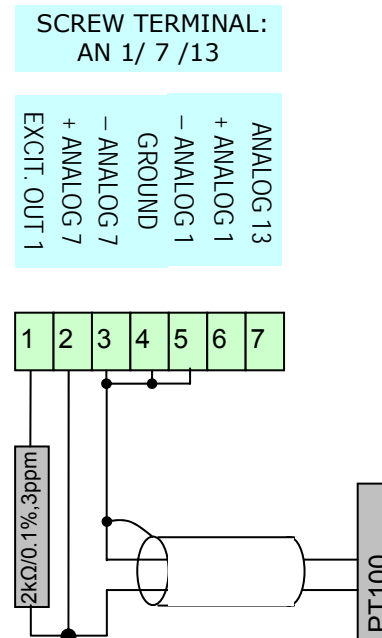 SCREW TERMINAL:
AN 1/ 7 /13
EXCIT. OUT 1
+ ANALOG 7
– ANALOG 7
GROUND
– ANALOG 1
+ ANALOG 1
ANALOG 13
1 2 3 4 5 6 7
2kΩ/0.1%,3ppm
PT100